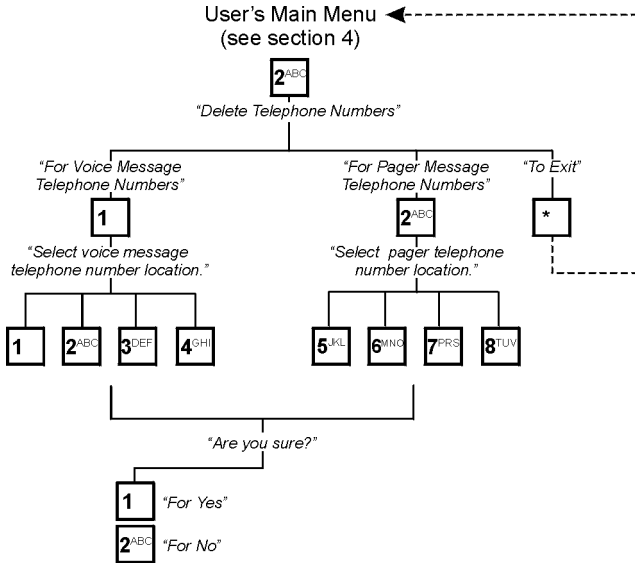 User's Main Menu
(see section 4)
2ABC
"Delete Telephone Numbers"
"For Voice Message
Telephone Numbers"
"For Pager Message
Telephone Numbers"
"To Exit"
1
2ABC
*
"Select voice message
telephone number location."
"Select pager telephone
number location."
1
2ABC
3DEF
4GHI
5JKL
6MNO
7PRS
8TUV
"Are you sure?"
1
"For Yes"
2ABC
"For No"